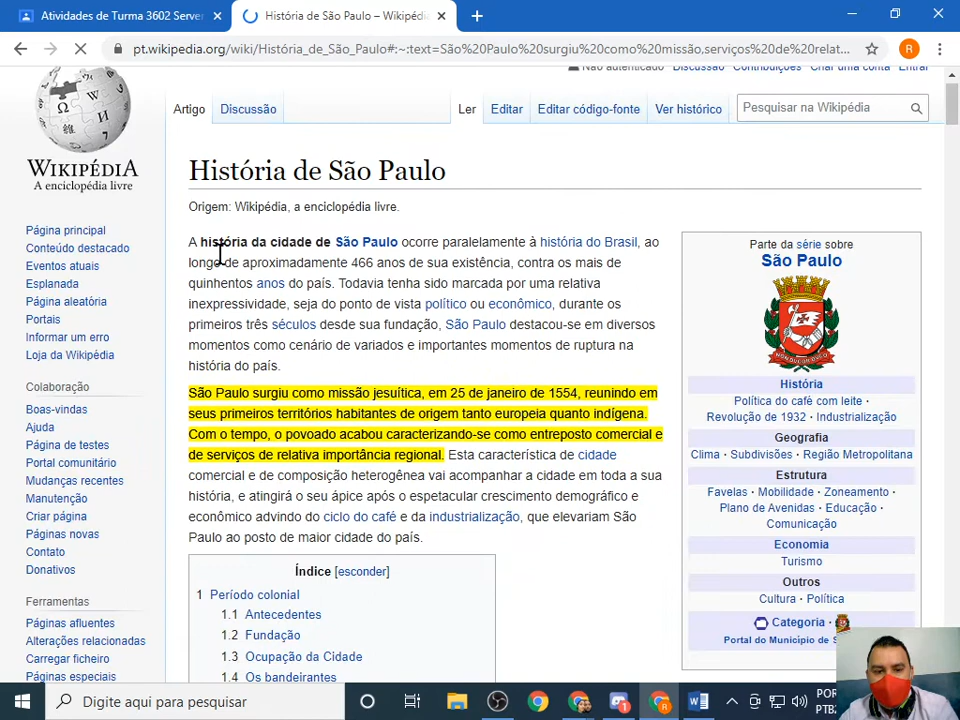 Atividades de Turma 3602 Server
História de São Paulo – Wikipédi
pt.wikipedia.org/wiki/História_de_São_Paulo#:~:text=São%20Paulo%20surgiu%20como%20missão,serviços%20de%20relat...
R
Não autenticado Discussão Contribuições Criar uma conta Entrar
Artigo Discussão Ler Editar Editar código-fonte Ver histórico Pesquisar na Wikipédia
WIKIPÉDIA
A enciclopédia livre
Página principal
Conteúdo destacado
Eventos atuais
Esplanada
Página aleatória
Portais
Informar um erro
Loja da Wikipédia
Colaboração
Boas-vindas
Ajuda
Página de testes
Portal comunitário
Mudanças recentes
Manutenção
Criar página
Páginas novas
Contato
Donativos
Ferramentas
Páginas afluentes
Alterações relacionadas
Carregar ficheiro
Páginas especiais
História de São Paulo
Origem: Wikipédia, a enciclopédia livre.
A história da cidade de São Paulo ocorre paralelamente à história do Brasil, ao
longo de aproximadamente 466 anos de sua existência, contra os mais de
quinhentos anos do país. Todavia tenha sido marcada por uma relativa
inexpressividade, seja do ponto de vista político ou econômico, durante os
primeiros três séculos desde sua fundação, São Paulo destacou-se em diversos
momentos como cenário de variados e importantes momentos de ruptura na
história do país.
São Paulo surgiu como missão jesuítica, em 25 de janeiro de 1554, reunindo em
seus primeiros territórios habitantes de origem tanto europeia quanto indígena.
Com o tempo, o povoado acabou caracterizando-se como entreposto comercial e
de serviços de relativa importância regional. Esta característica de cidade
comercial e de composição heterogênea vai acompanhar a cidade em toda a sua
história, e atingirá o seu ápice após o espetacular crescimento demográfico e
econômico advindo do ciclo do café e da industrialização, que elevariam São
Paulo ao posto de maior cidade do país.
Índice [esconder]
1 Período colonial
1.1 Antecedentes
1.2 Fundação
1.3 Ocupação da Cidade
1.4 Os bandeirantes
Parte da série sobre
São Paulo
História
Política do café com leite ·
Revolução de 1932 · Industrialização
Geografia
Clima · Subdivisões · Região Metropolitana
Estrutura
Favelas · Mobilidade · Zoneamento ·
Plano de Avenidas · Educação ·
Comunicação
Economia
Turismo
Outros
Cultura · Política
Categoria ·
Portal do Município de S
Digite aqui para pesquisar
POR
PTB2